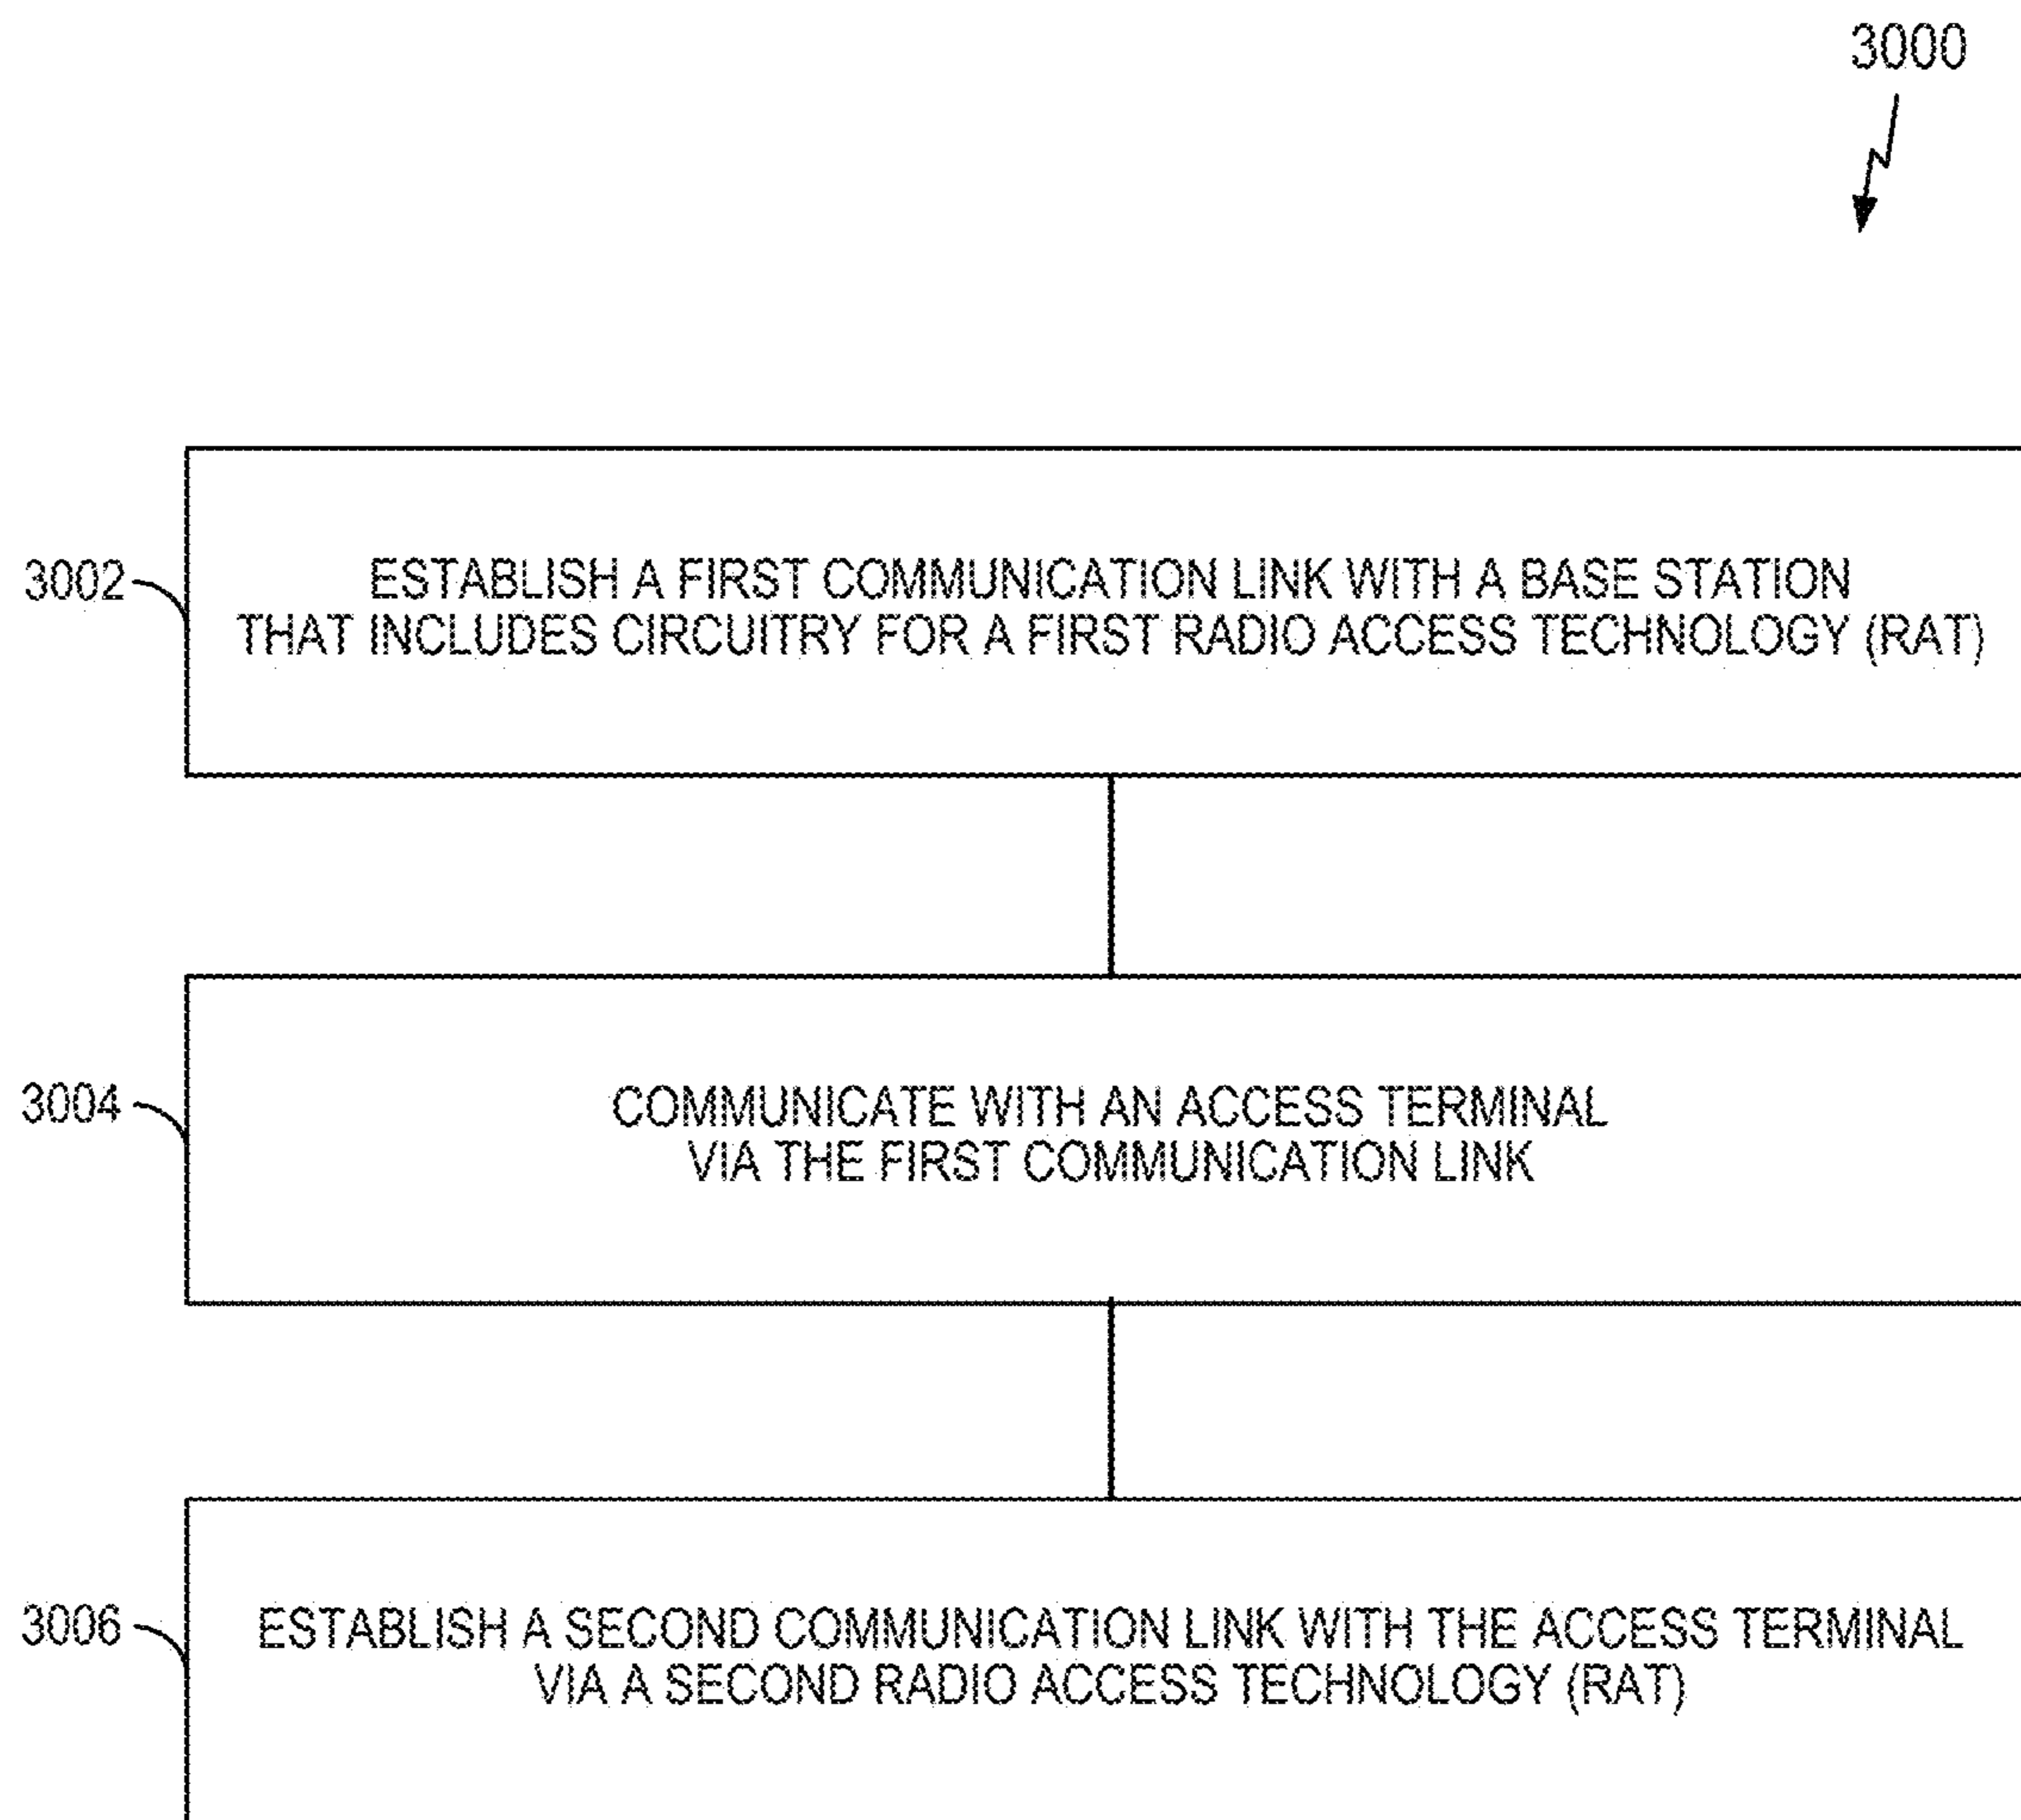 3000
3002
ESTABLISH A FIRST COMMUNICATION LINK WITH A BASE STATION
THAT INCLUDES CIRCUITRY FOR A FIRST RADIO ACCESS TECHNOLOGY (RAT)
3004
COMMUNICATE WITH AN ACCESS TERMINAL
VIA THE FIRST COMMUNICATION LINK
3006
ESTABLISH A SECOND COMMUNICATION LINK WITH THE ACCESS TERMINAL
VIA A SECOND RADIO ACCESS TECHNOLOGY (RAT)